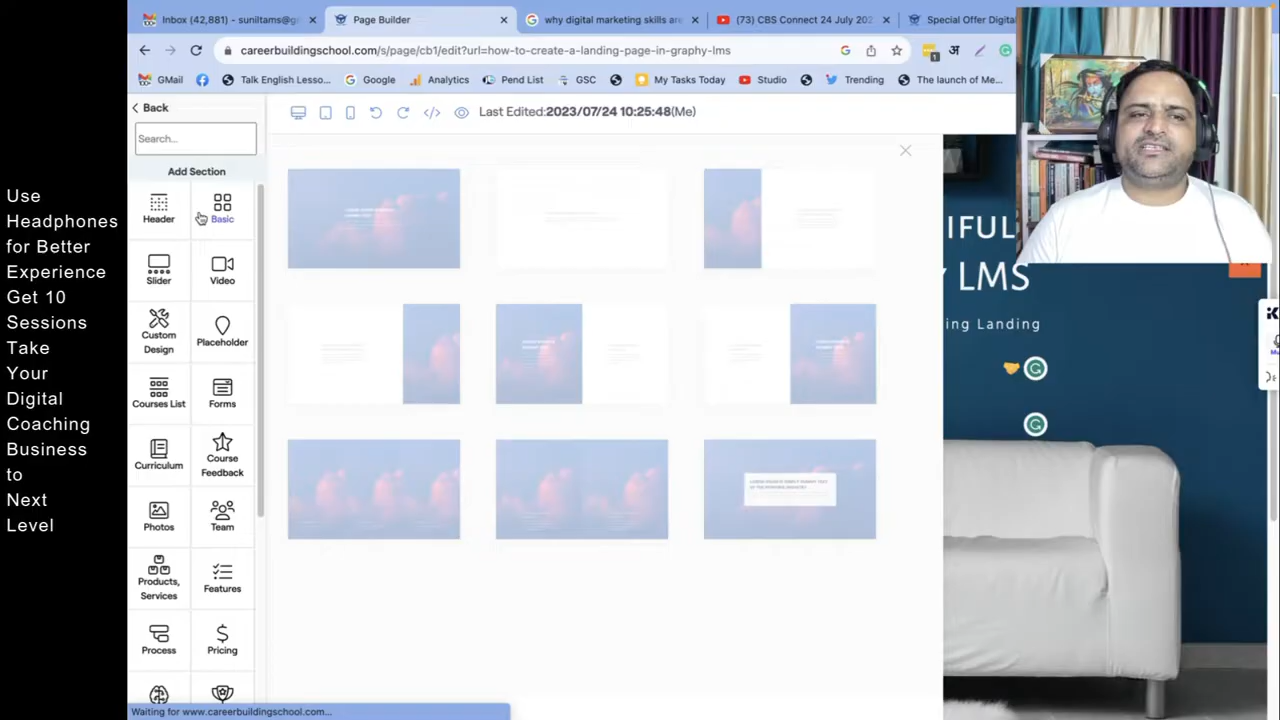 Use
Headphones
for Better
Experience
Get 10
Sessions
Take
Your
Digital
Coaching
Business
to
Next
Level
Inbox (42,881) - suniltams@g
Page Builder
why digital marketing skills are
(73) CBS Connect 24 July 202
Special Offer Digital
careerbuildingschool.com/s/page/cb1/edit?url=how-to-create-a-landing-page-in-graphy-lms
GMail
Talk English Lesso...
Google
Analytics
Pend List
GSC
My Tasks Today
Studio
Trending
The launch of Me...
Back
Last Edited:2023/07/24 10:25:48(Me)
Search...
Add Section
Header
Basic
Slider
Video
Custom
Design
Placeholder
Courses List
Forms
Curriculum
Course
Feedback
Photos
Team
Products,
Services
Features
Process
Pricing
IFUL
LMS
ing Landing
Waiting for www.careerbuildingschool.com...